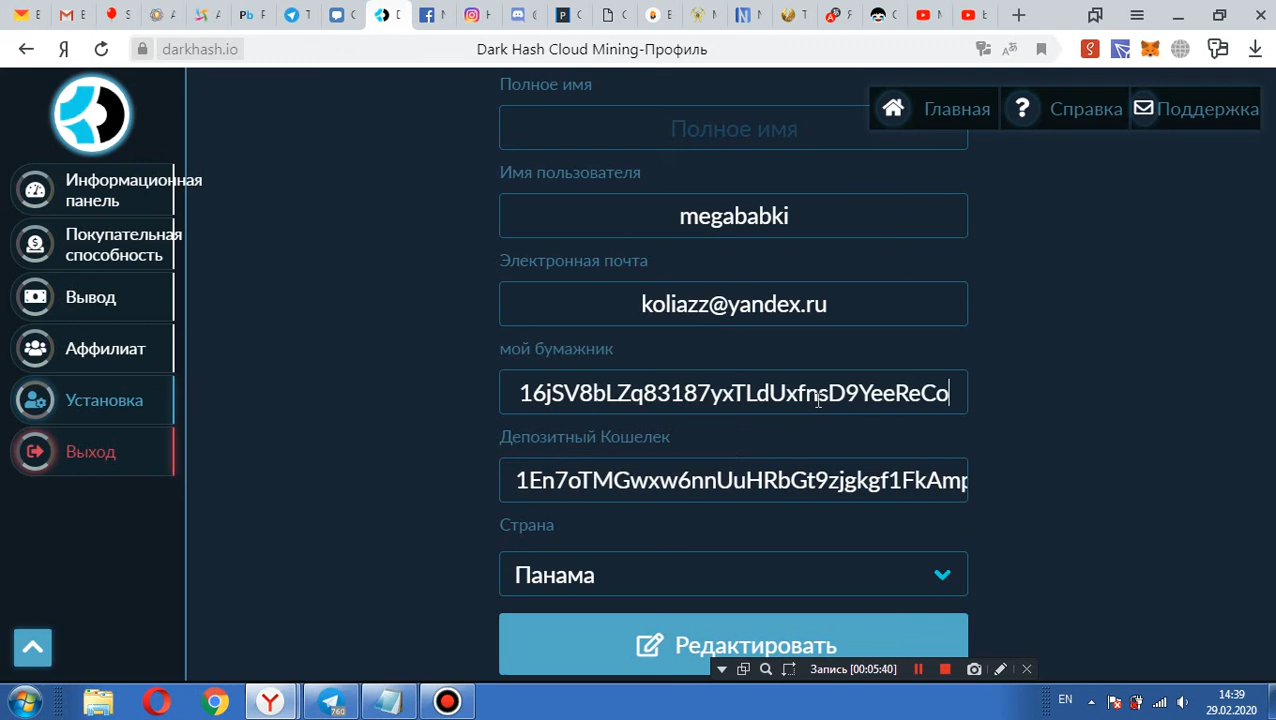 darkhash.io
Dark Hash Cloud Mining-Профиль
Полное имя
Полное имя
Главная
Справка
Поддержка
Информационная
панель
Покупательная
способность
Вывод
Аффилиат
Установка
Выход
Имя пользователя
megababki
Электронная почта
koliazz@yandex.ru
мой бумажник
16jSV8bLZq83187yxTLdUxfnsD9YeeReCo
Депозитный Кошелек
1En7oTMGwxw6nnUuHRbGt9zjgkgf1FkAmp
Страна
Панама
Редактировать
Запись [00:05:40]
760
EN
14:39
29.02.2020